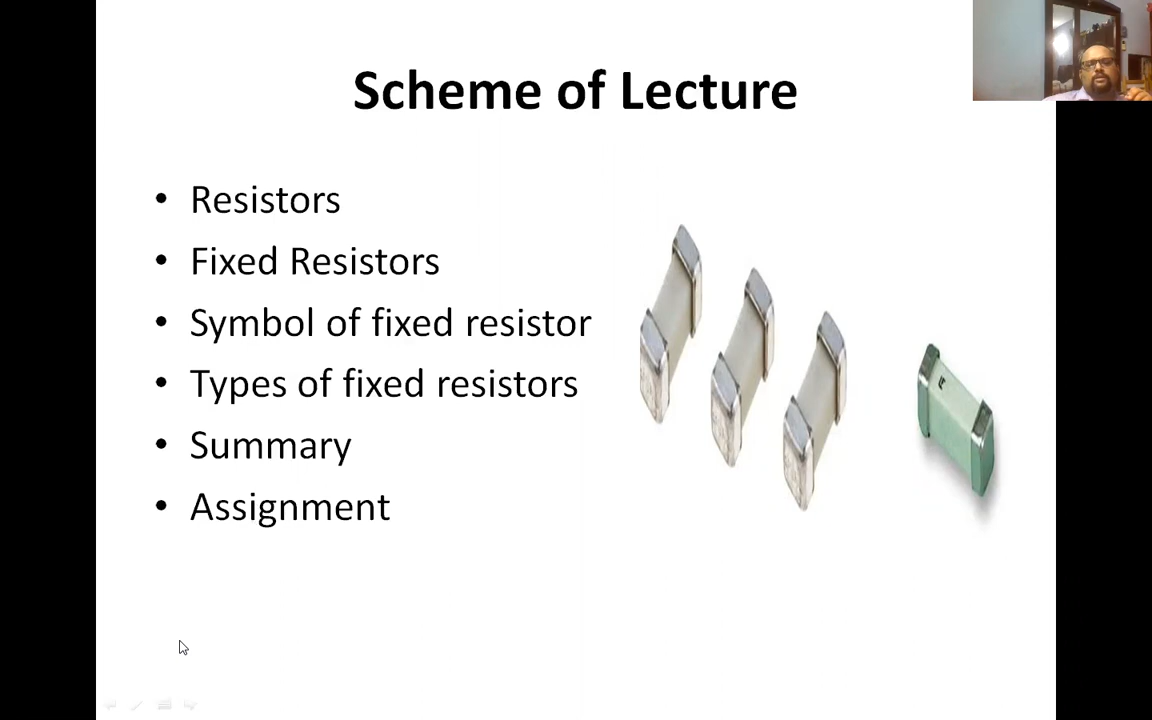 Scheme of Lecture
• Resistors
• Fixed Resistors
• Symbol of fixed resistor
• Types of fixed resistors
• Summary
• Assignment